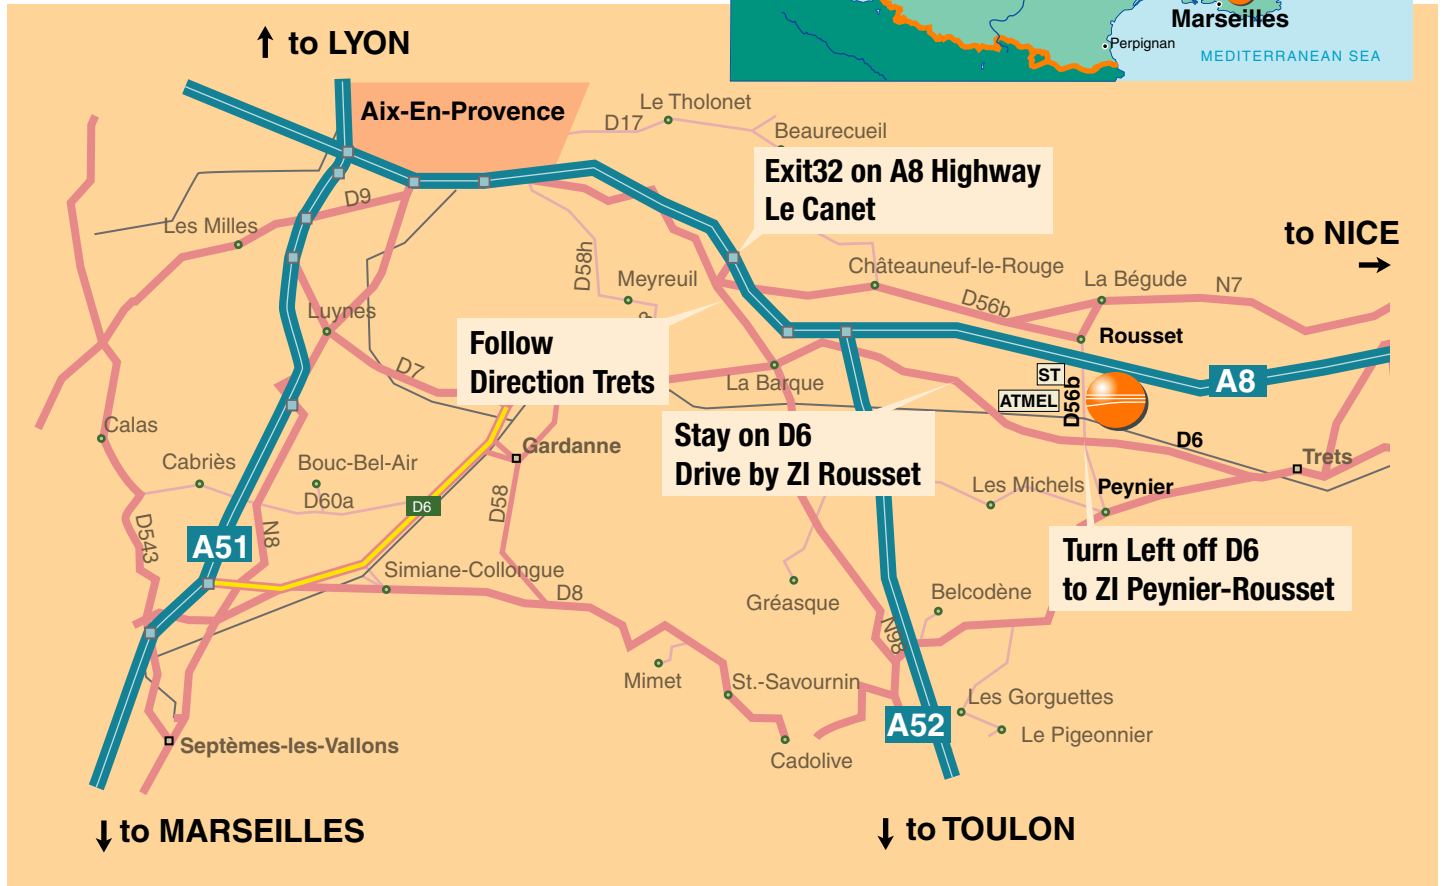 Marseilles
Perpignan
MEDITERRANEAN SEA
to LYON
Aix-En-Provence
Le Tholonet
D17
Beaurecueil
Exit32 on A8 Highway
Le Canet
D9
Les Milles
to NICE
D58h
Meyreuil
Châteauneuf-le-Rouge
La Bégude
N7
D56b
Luynes
Rousset
Follow
Direction Trets
D7
La Barque
ST
ATMEL
D56b
A8
Calas
Stay on D6
Drive by ZI Rousset
D6
Gardanne
Trets
Cabriès
Bouc-Bel-Air
D60a
D6
D58
Les Michels
Peynier
D543
A51
N8
Turn Left off D6
to ZI Peynier-Rousset
Simiane-Collongue
D8
Gréasque
Belcodène
N96
Mimet
St.-Savournin
Les Gorguettes
A52
Le Pigeonnier
Septèmes-les-Vallons
Cadolive
to MARSEILLES
to TOULON